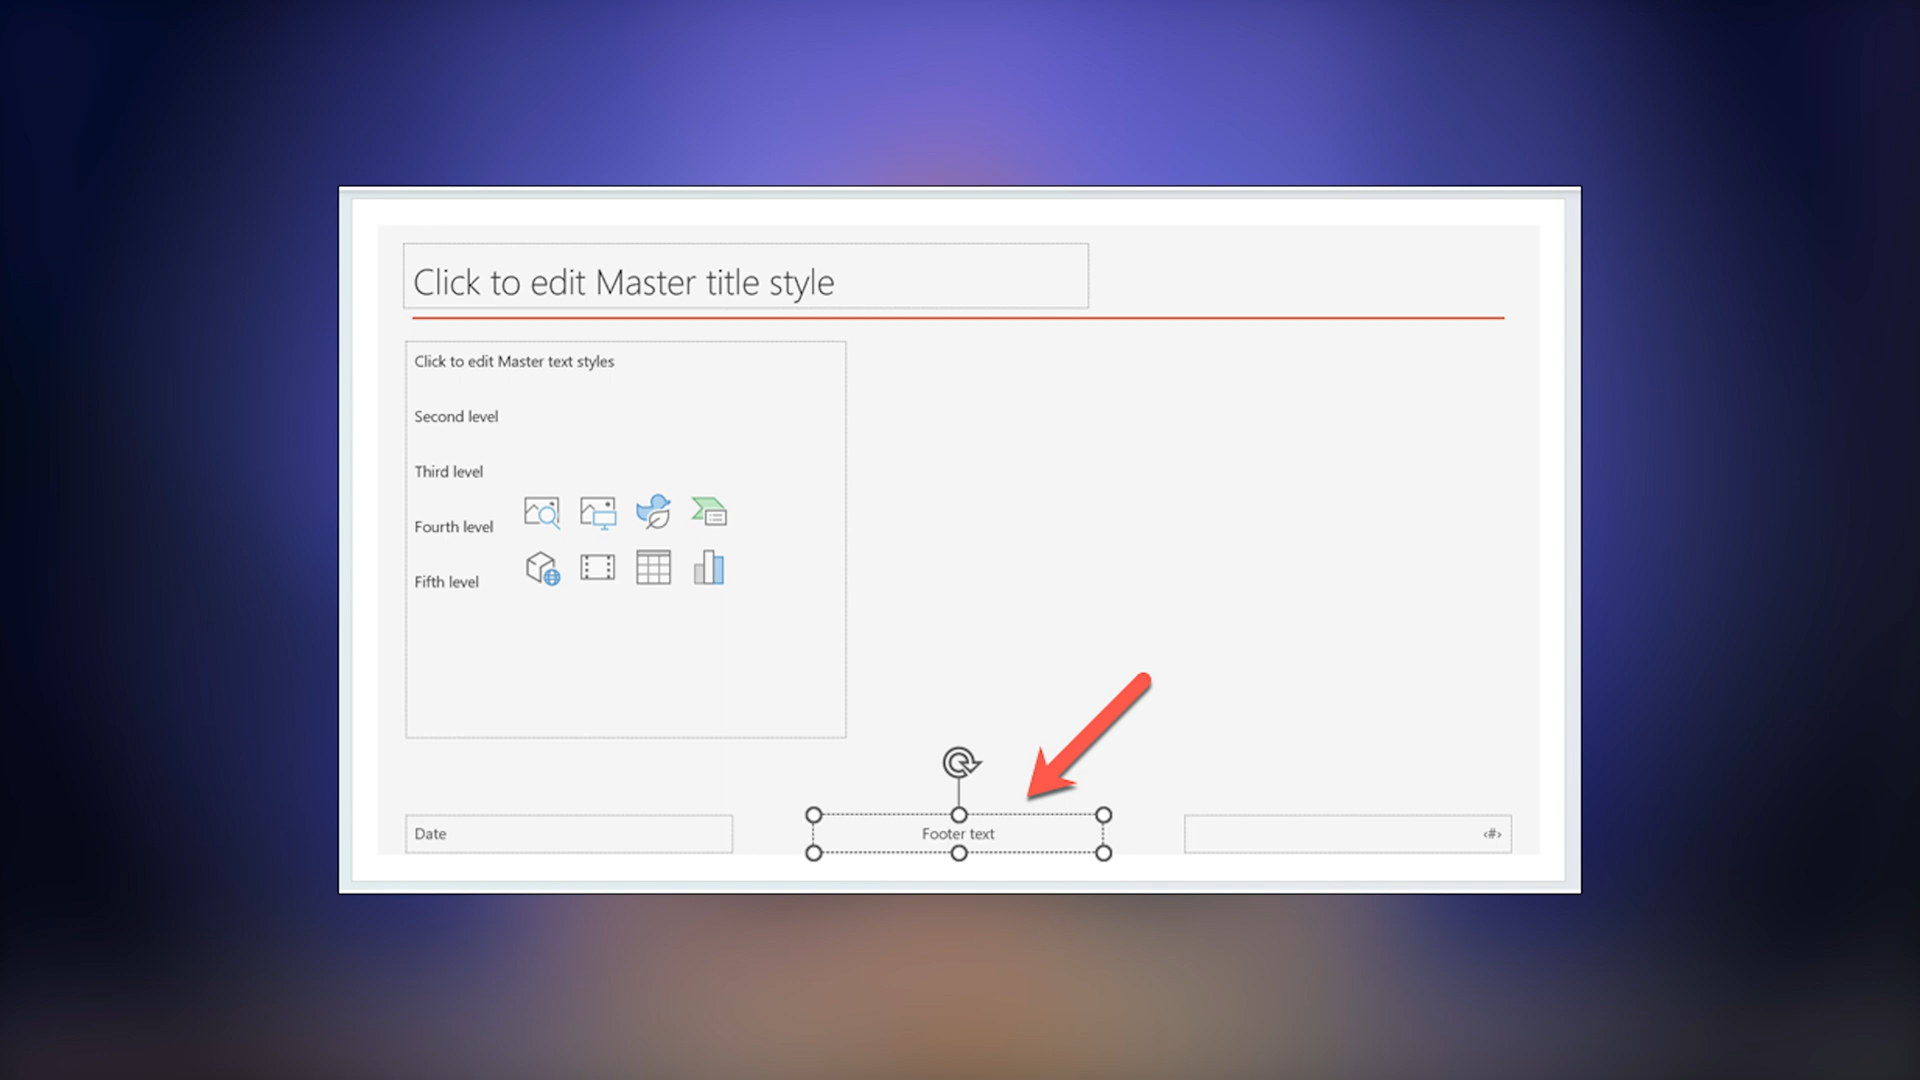 Click to edit Master title style
Click to edit Master text styles
Second level
Third level
Fourth level
Fifth level
Date
Footer text
‹#›